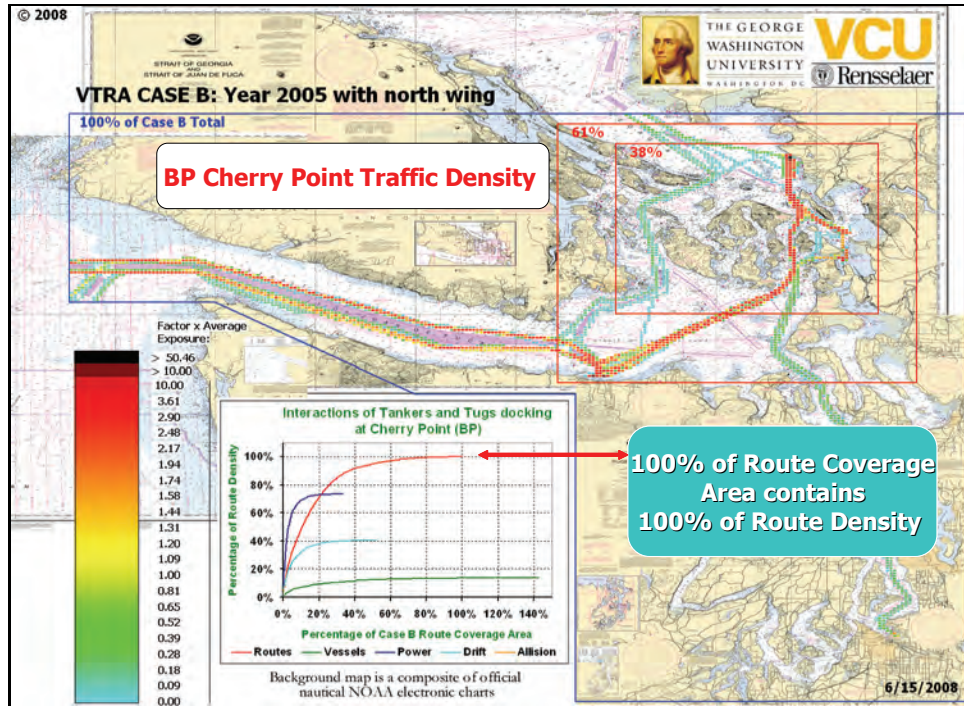 © 2008
STRAIT OF GEORGIA
AND
STRAIT OF JUAN DE FUCA
THE GEORGE
WASHINGTON
UNIVERSITY
WASHINGTON DC
VCU
Rensselaer
VTRA CASE B: Year 2005 with north wing
100% of Case B Total
61%
38%
BP Cherry Point Traffic Density
Factor x Average
Exposure:
> 50.46
> 10.00
10.00
3.61
2.90
2.48
2.17
1.94
1.74
1.58
1.44
1.31
1.20
1.09
1.00
0.81
0.65
0.52
0.39
0.28
0.18
0.09
0.00
Interactions of Tankers and Tugs docking
at Cherry Point (BP)
Percentage of Route Density
100%
80%
60%
40%
20%
0%
0% 20% 40% 60% 80% 100% 120% 140%
Percentage of Case B Route Coverage Area
Routes Vessels Power Drift Allision
100% of Route Coverage
Area contains
100% of Route Density
Background map is a composite of official
nautical NOAA electronic charts
6/15/2008